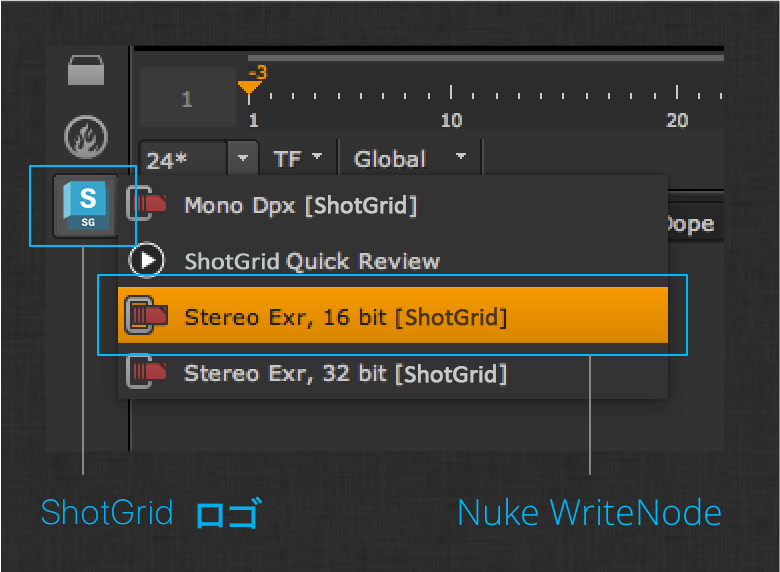 -3
1
1 10 20
24* TF Global
S
SG
Mono Dpx [ShotGrid]
Dope
ShotGrid Quick Review
Stereo Exr, 16 bit [ShotGrid]
Stereo Exr, 32 bit [ShotGrid]
ShotGrid ロゴ
Nuke WriteNode